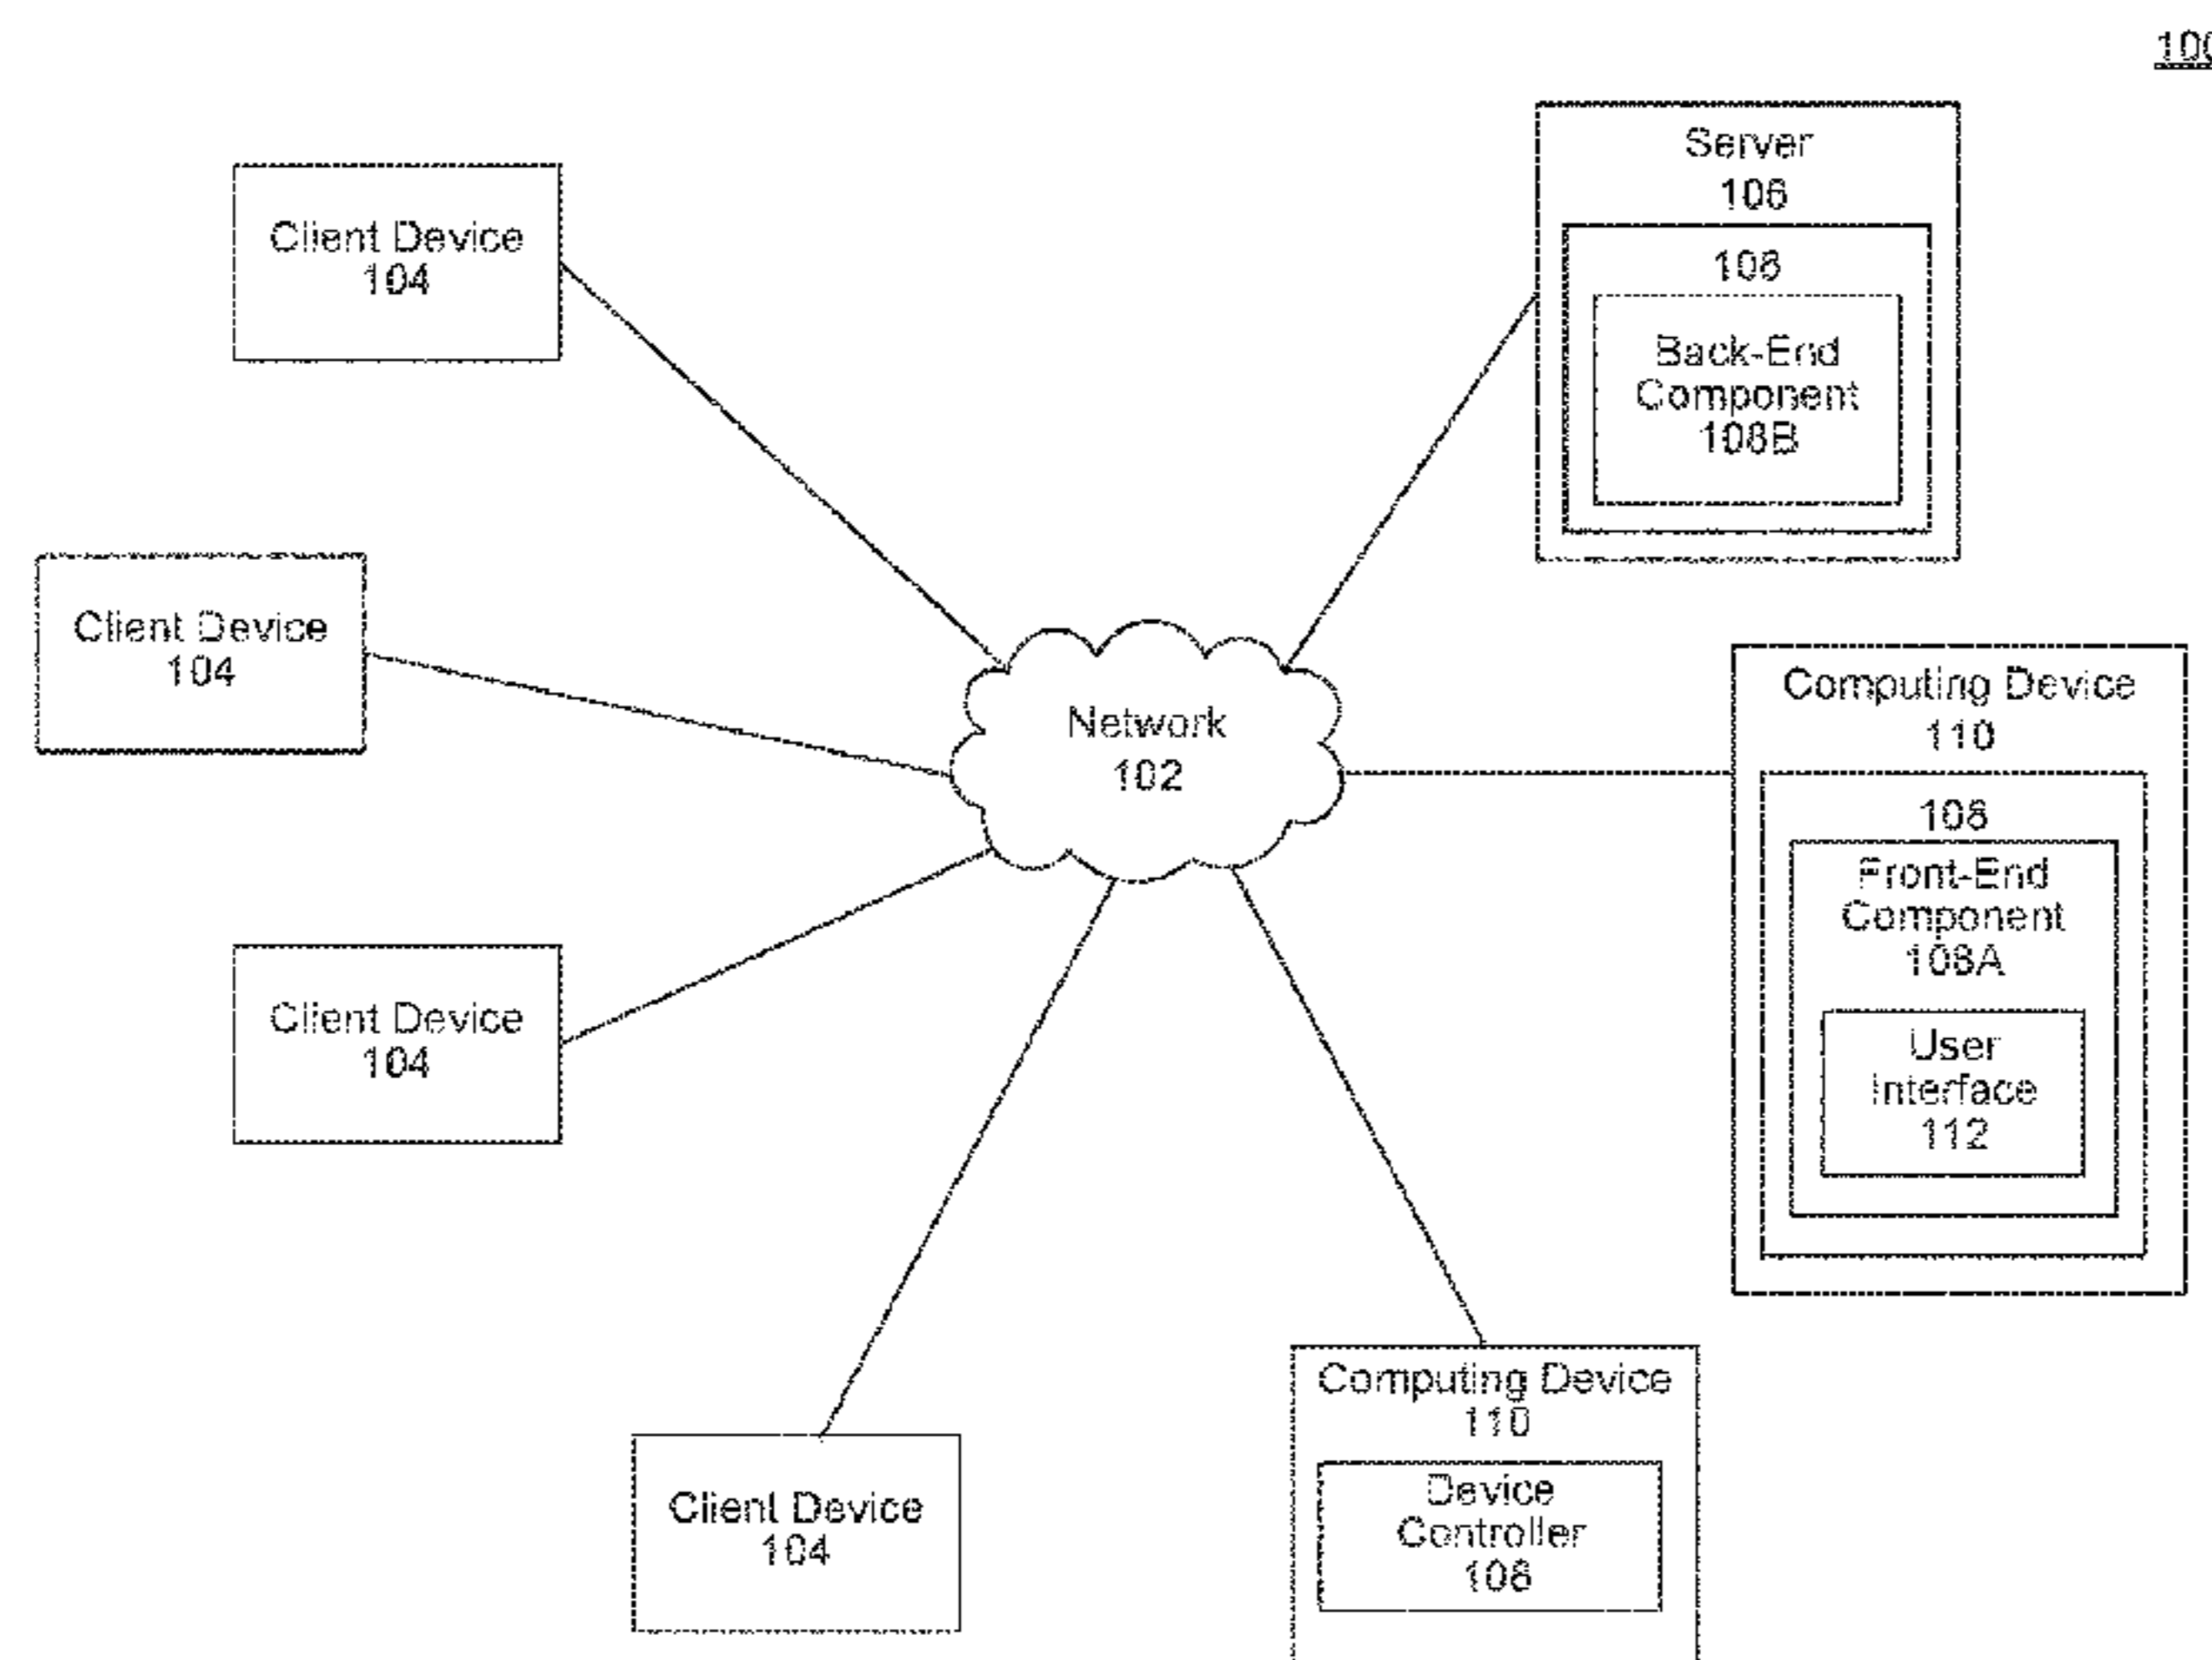 100
Server
106
108
Back-End
Component
108B
Client Device
104
Client Device
104
Network
102
Computing Device
110
108
Front-End
Component
108A
User
Interface
112
Client Device
104
Computing Device
110
Device
Controller
108
Client Device
104